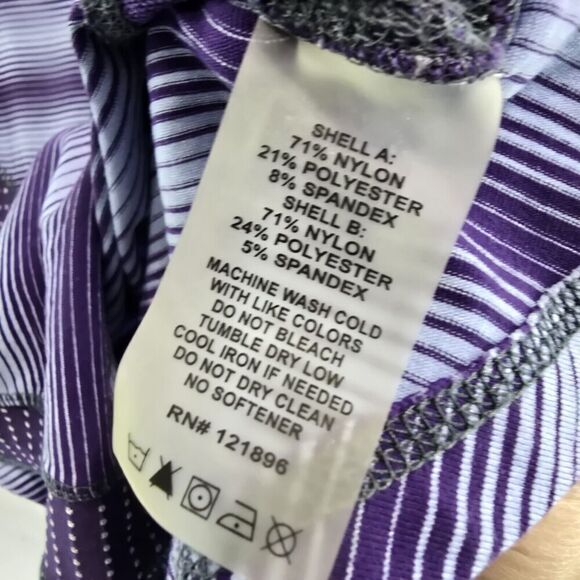 SHELL A:
71% NYLON
21% POLYESTER
8% SPANDEX
SHELL B:
71% NYLON
24% POLYESTER
5% SPANDEX
MACHINE WASH COLD
WITH LIKE COLORS
DO NOT BLEACH
TUMBLE DRY LOW
COOL IRON IF NEEDED
DO NOT DRY CLEAN
NO SOFTENER
RN# 121896